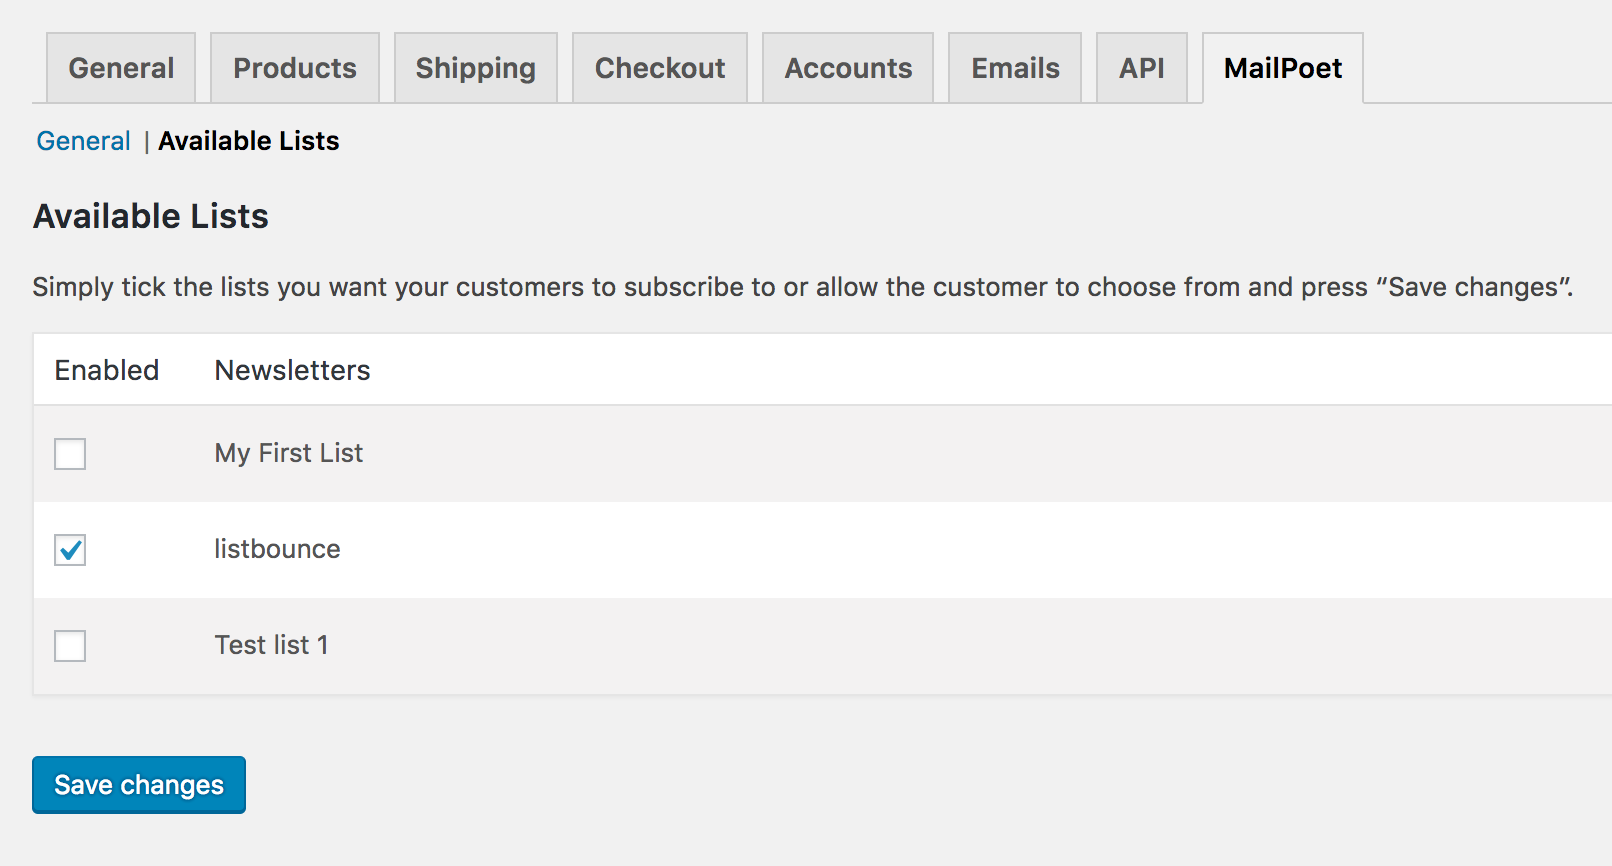 General Products Shipping Checkout Accounts Emails API MailPoet
General | Available Lists
Available Lists
Simply tick the lists you want your customers to subscribe to or allow the customer to choose from and press “Save changes”.
Enabled Newsletters
My First List
listbounce
Test list 1
Save changes